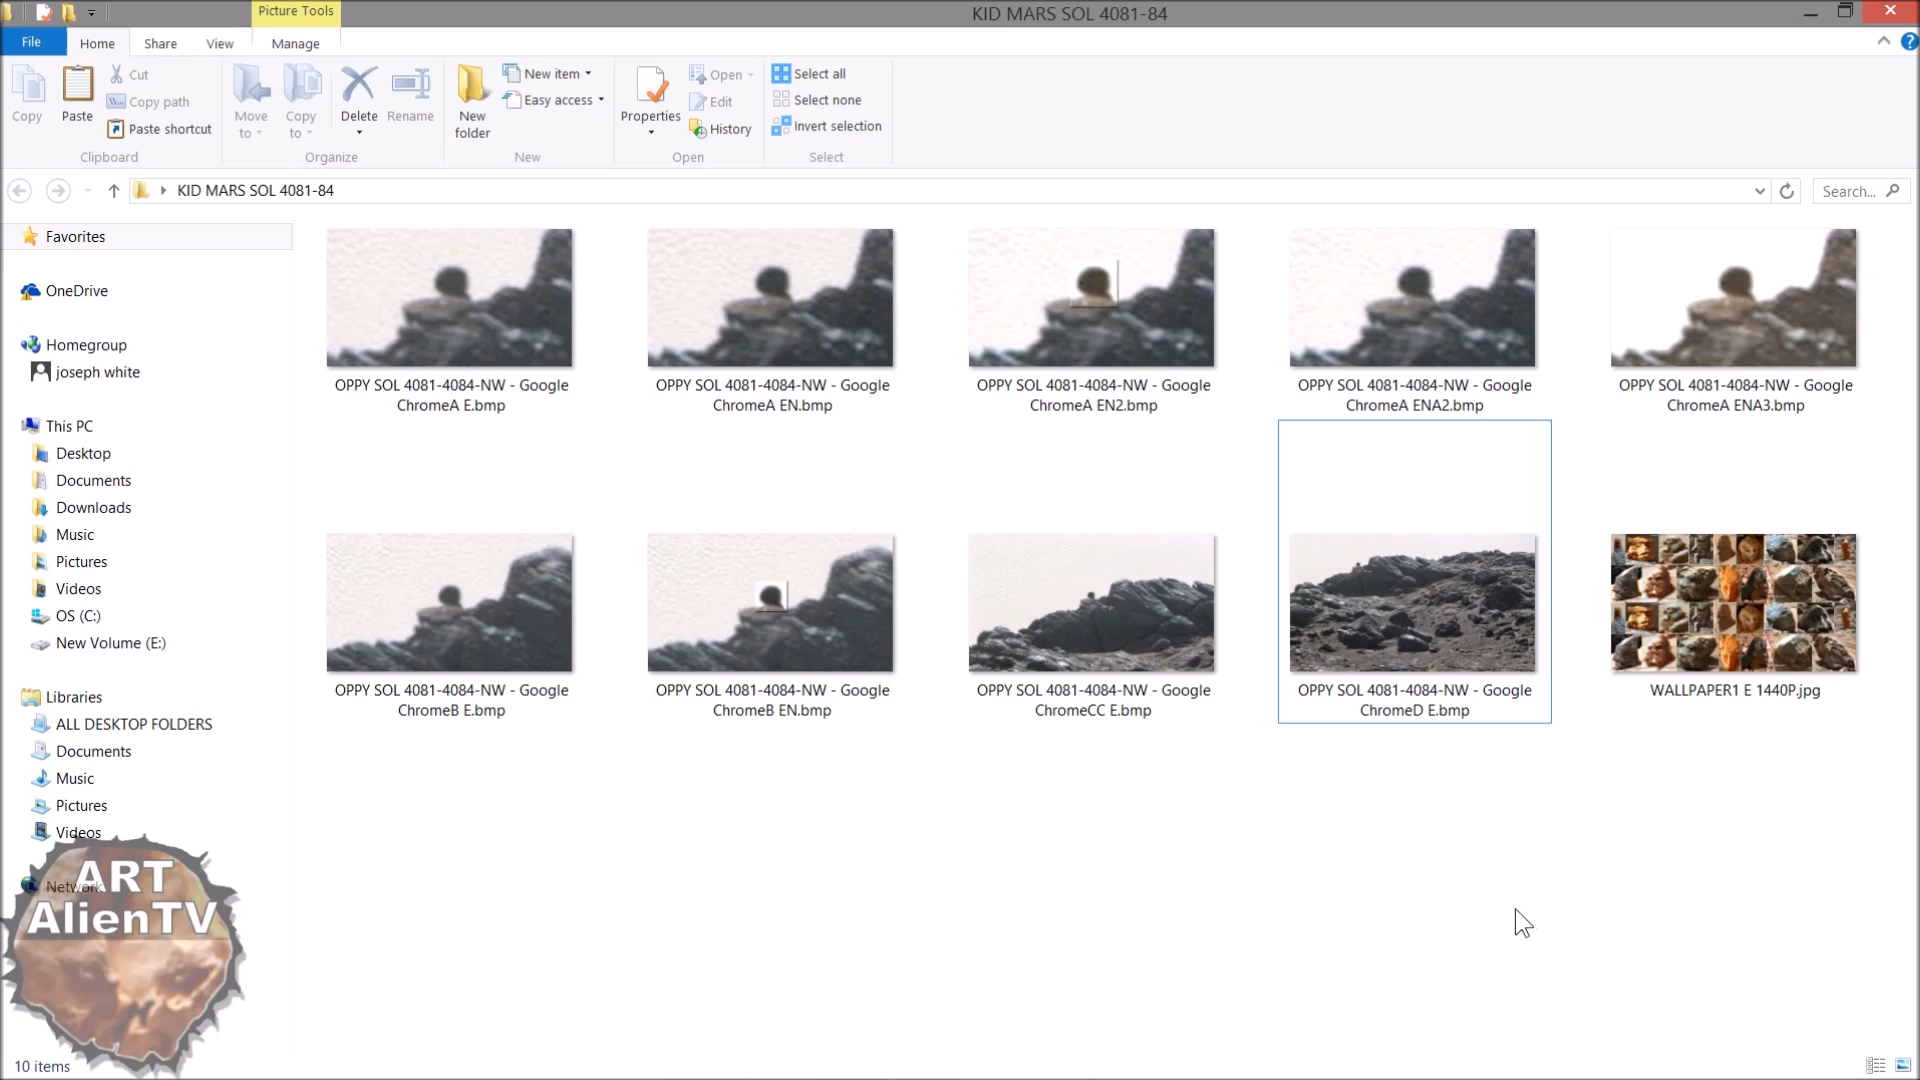 Picture Tools
KID MARS SOL 4081-84
File
Home
Share
View
Manage
Copy
Paste
Cut
Copy path
Paste shortcut
Clipboard
Move
to
Copy
to
Delete
Rename
Organize
New
folder
New item
Easy access
New
Properties
Open
Edit
History
Open
Select all
Select none
Invert selection
Select
KID MARS SOL 4081-84
Search...
Favorites
OneDrive
Homegroup
joseph white
This PC
Desktop
Documents
Downloads
Music
Pictures
Videos
OS (C:)
New Volume (E:)
Libraries
ALL DESKTOP FOLDERS
Documents
Music
Pictures
Videos
Network
OPPY SOL 4081-4084-NW - Google
ChromeA E.bmp
OPPY SOL 4081-4084-NW - Google
ChromeA EN.bmp
OPPY SOL 4081-4084-NW - Google
ChromeA EN2.bmp
OPPY SOL 4081-4084-NW - Google
ChromeA ENA2.bmp
OPPY SOL 4081-4084-NW - Google
ChromeA ENA3.bmp
OPPY SOL 4081-4084-NW - Google
ChromeB E.bmp
OPPY SOL 4081-4084-NW - Google
ChromeB EN.bmp
OPPY SOL 4081-4084-NW - Google
ChromeCC E.bmp
OPPY SOL 4081-4084-NW - Google
ChromeD E.bmp
WALLPAPER1 E 1440P.jpg
ART
AlienTV
10 items